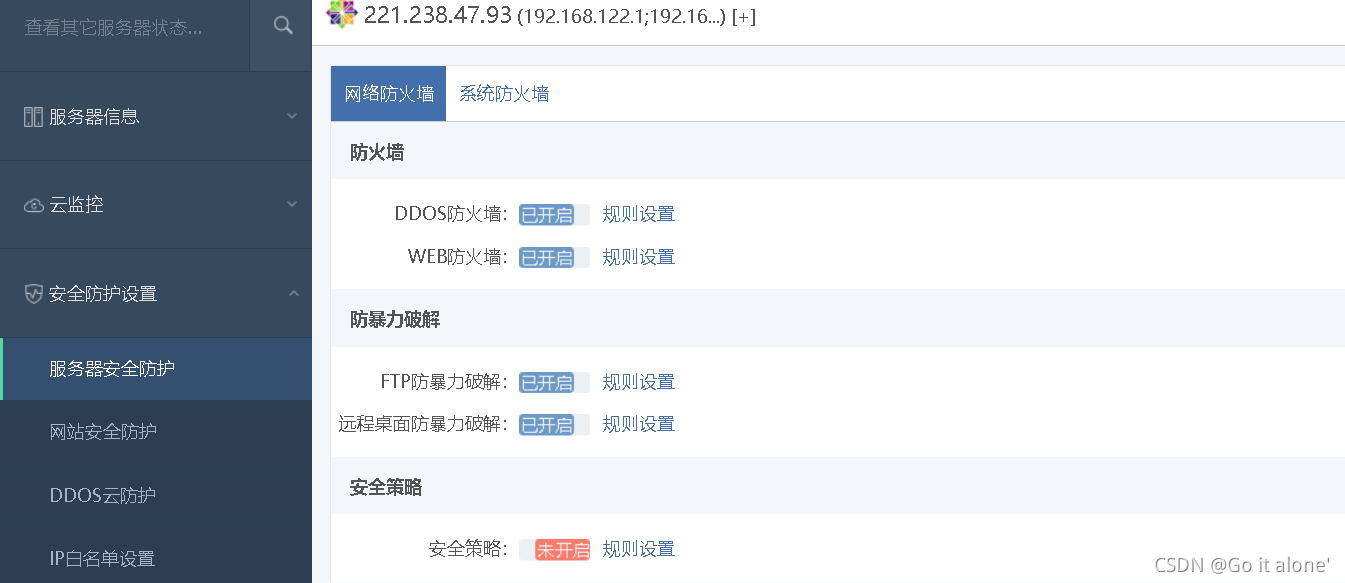 查看其它服务器状态...
服务器信息
云监控
安全防护设置
服务器安全防护
网站安全防护
DDOS云防护
IP白名单设置
221.238.47.93 (192.168.122.1;192.16...) [+]
网络防火墙 系统防火墙
防火墙
DDOS防火墙: 已开启 规则设置
WEB防火墙: 已开启 规则设置
防暴力破解
FTP防暴力破解: 已开启 规则设置
远程桌面防暴力破解: 已开启 规则设置
安全策略
安全策略: 未开启 规则设置
CSDN @Go it alone'